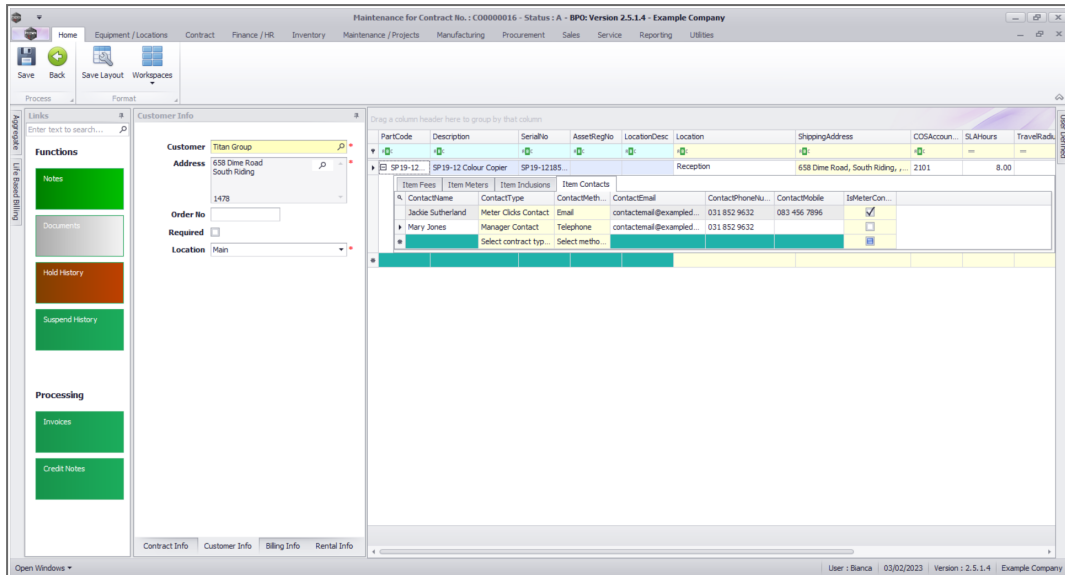 Maintenance for Contract No. : CO0000016 - Status : A - BPO: Version 2.5.1.4 - Example Company
Home Equipment / Locations Contract Finance / HR Inventory Maintenance / Projects Manufacturing Procurement Sales Service Reporting Utilities
Save Back Save Layout Workspaces
Process Format
Aggregate
Life Based Billing
Links
Enter text to search...
Functions
Notes
Documents
Hold History
Suspend History
Processing
Invoices
Credit Notes
Customer Info
Customer Titan Group *
Address 658 Dime Road *
South Riding
1478
Order No
Required
Location Main *
Contract Info Customer Info Billing Info Rental Info
Drag a column header here to group by that column
PartCode Description SerialNo AssetRegNo LocationDesc Location ShippingAddress COSAccoun... SLAHours TravelRadiu
SP19-12... SP19-12 Colour Copier SP19-12185... Reception 658 Dime Road, South Riding, ,... 2101 8.00
Item Fees Item Meters Item Inclusions Item Contacts
ContactName ContactType ContactMeth... ContactEmail ContactPhoneNu... ContactMobile IsMeterCon...
Jackie Sutherland Meter Clicks Contact Email contactemail@exampled... 031 852 9632 083 456 7896
Mary Jones Manager Contact Telephone contactemail@exampled... 031 852 9632
Select contract typ... Select metho...
User Defined
Open Windows User : Bianca 03/02/2023 Version : 2.5.1.4 Example Company